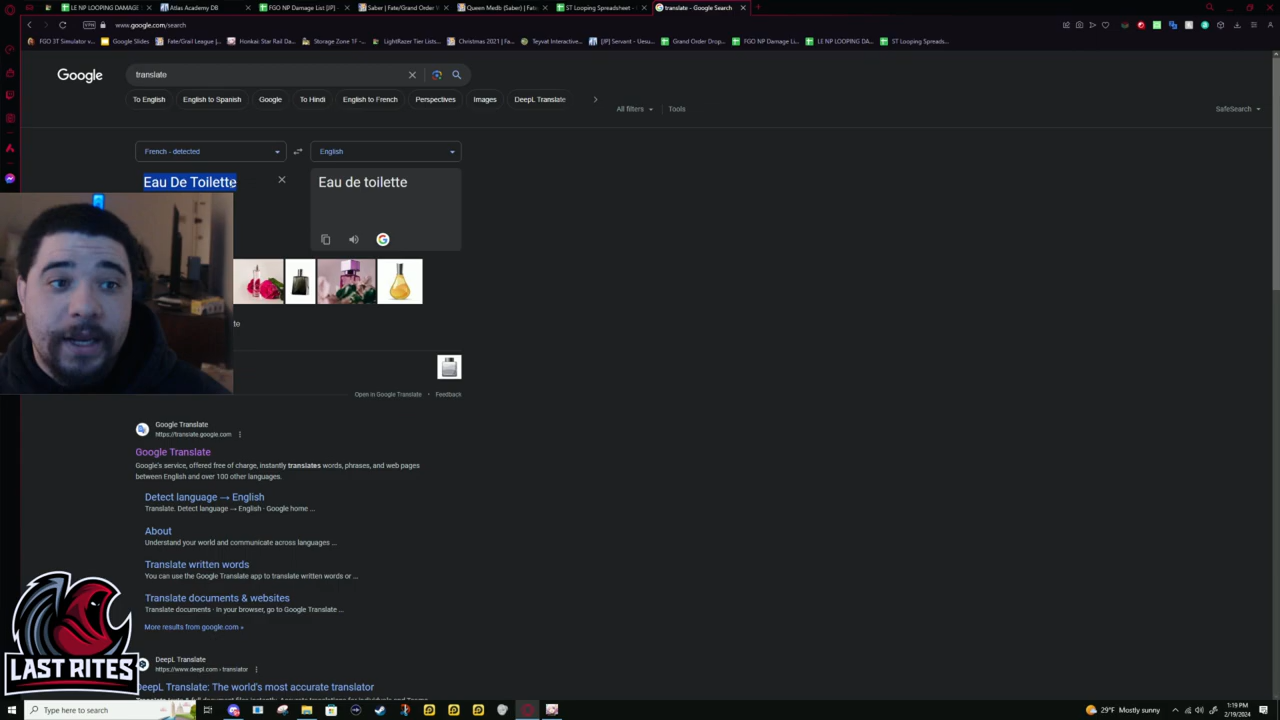 LE NP LOOPING DAMAGE
Atlas Academy DB
FGO NP Damage List [JP] -
Saber | Fate/Grand Order
Queen Medb (Saber) | Fat
ST Looping Spreadsheet -
translate - Google Search
VPN
www.google.com/search
FGO 3T Simulator v...
Google Slides
Fate/Grail League |...
Honkai: Star Rail Da...
Storage Zone 1F -
LightRazer Tier Lists...
Christmas 2021 | Fa...
Teyvat Interactive...
[JP] Servant - Uesu...
Grand Order Drop...
FGO NP Damage Li...
LE NP LOOPING DA...
ST Looping Spreads...
Google
translate
To English
English to Spanish
Google
To Hindi
English to French
Perspectives
Images
DeepL Translate
All filters
Tools
SafeSearch
French - detected
English
Eau De Toilette
Eau de toilette
te
Open in Google Translate • Feedback
Google Translate
https://translate.google.com
Google Translate
Google's service, offered free of charge, instantly translates words, phrases, and web pages
between English and over 100 other languages.
Detect language → English
Translate. Detect language → English · Google home ...
About
Understand your world and communicate across languages ...
Translate written words
You can use the Google Translate app to translate written words or ...
Translate documents & websites
Translate documents · In your browser, go to Google Translate ...
More results from google.com »
DeepL Translate
https://www.deepl.com › translator
DeepL Translate: The world's most accurate translator
LAST RITES
Type here to search
29°F Mostly sunny
1:19 PM
2/19/2024